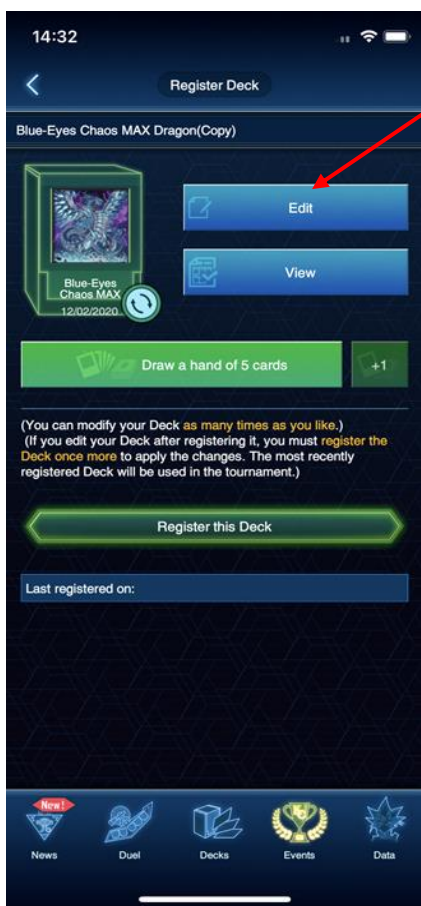 14:32
Register Deck
Blue-Eyes Chaos MAX Dragon(Copy)
Edit
Blue-Eyes
Chaos MAX
12/02/2020
View
Draw a hand of 5 cards
+1
(You can modify your Deck as many times as you like.)
(If you edit your Deck after registering it, you must register the
Deck once more to apply the changes. The most recently
registered Deck will be used in the tournament.)
Register this Deck
Last registered on:
New!
News
Duel
Decks
Events
Data